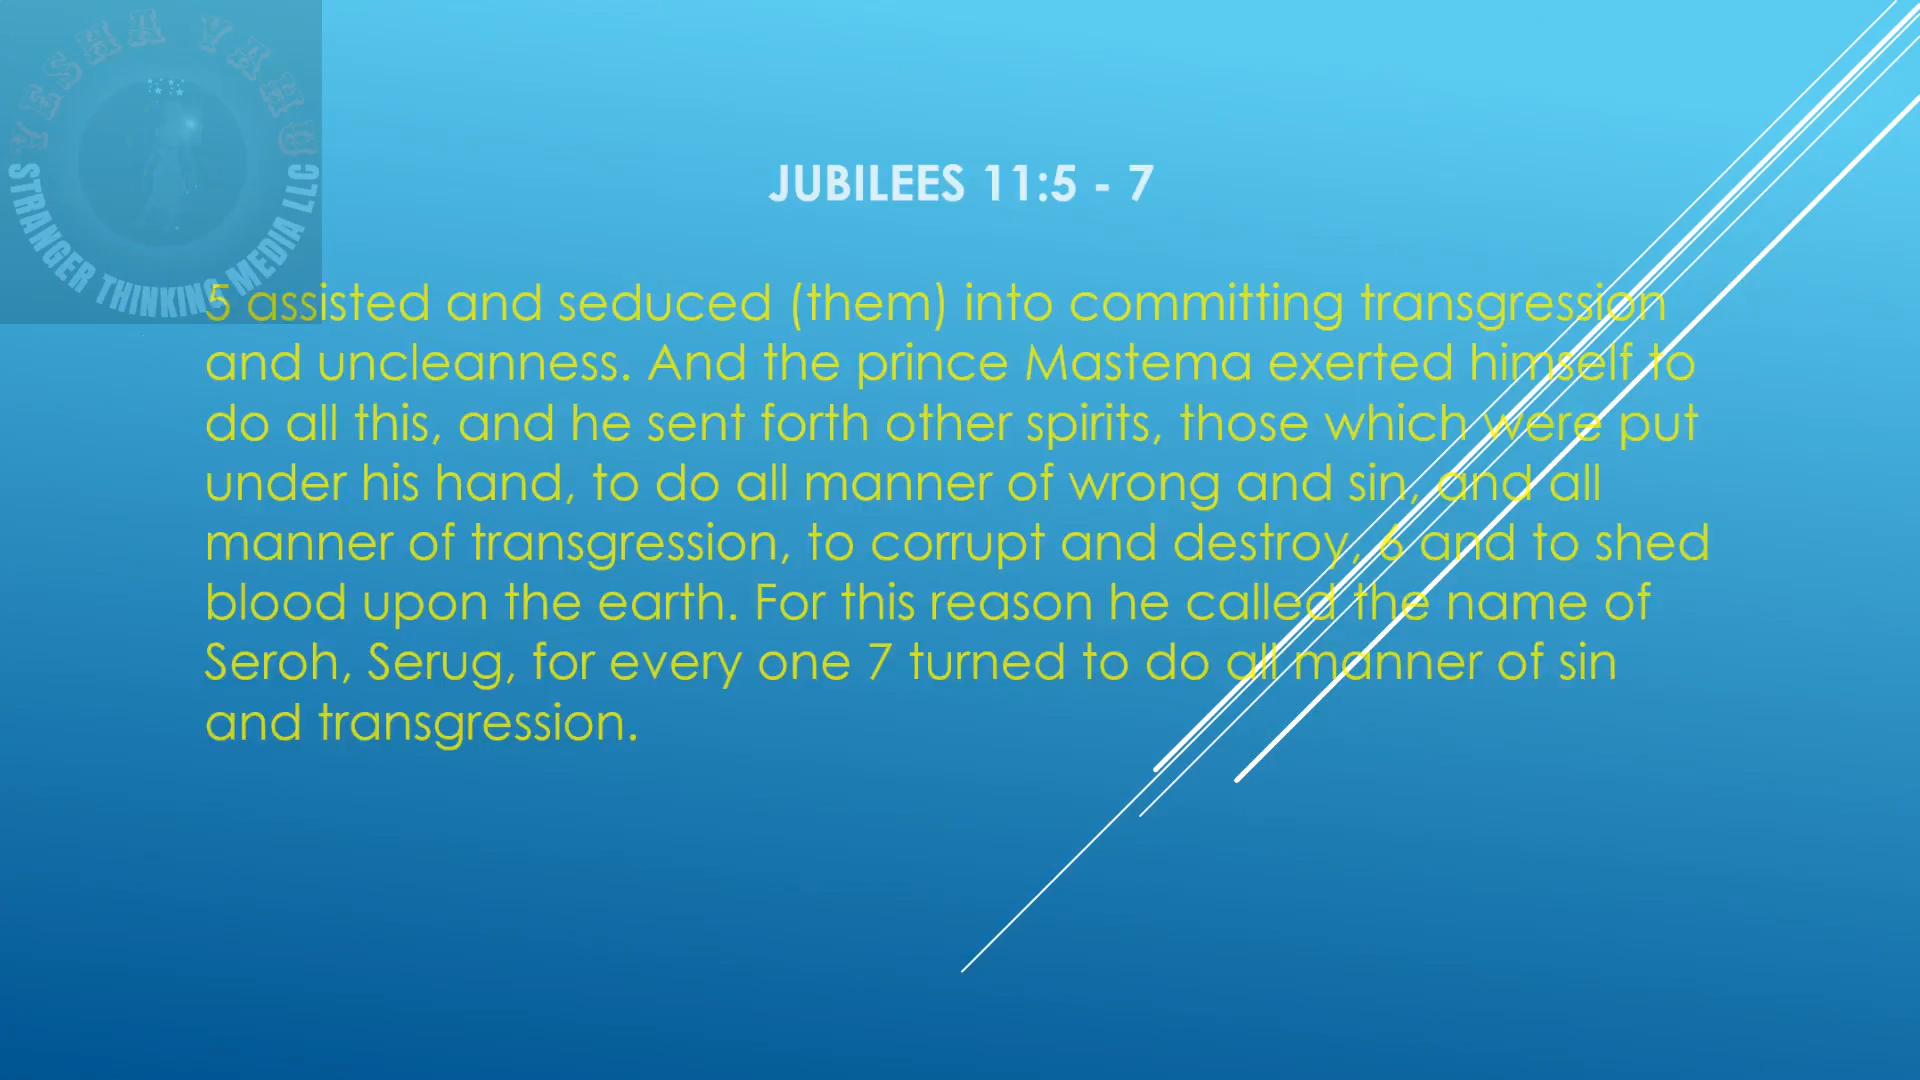 YESHA YAHU
STRANGER THINKING MEDIA LLC
JUBILEES 11:5 - 7
5 assisted and seduced (them) into committing transgression
and uncleanness. And the prince Mastema exerted himself to
do all this, and he sent forth other spirits, those which were put
under his hand, to do all manner of wrong and sin, and all
manner of transgression, to corrupt and destroy, 6 and to shed
blood upon the earth. For this reason he called the name of
Seroh, Serug, for every one 7 turned to do all manner of sin
and transgression.